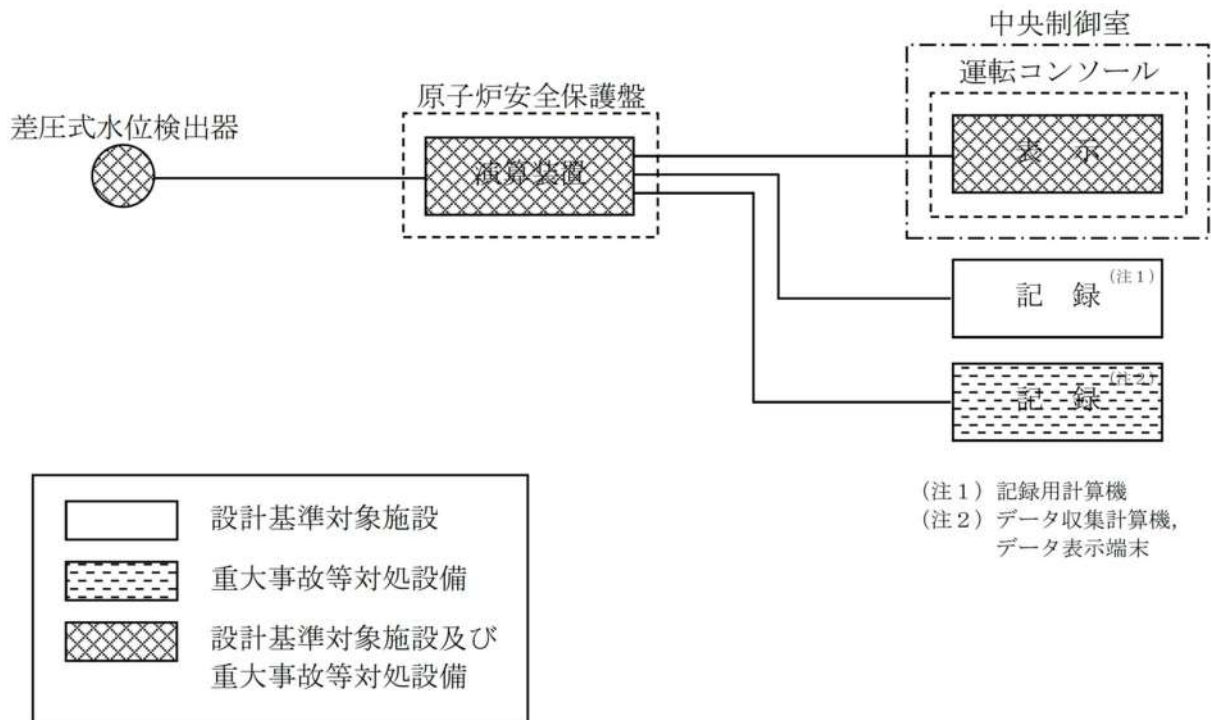 中央制御室
運転コンソール
原子炉安全保護盤
差圧式水位検出器
演算装置
表 示
記 録 (注1)
記 録 (注2)
(注1) 記録用計算機
(注2) データ収集計算機,
データ表示端末
設計基準対象施設
重大事故等対処設備
設計基準対象施設及び
重大事故等対処設備